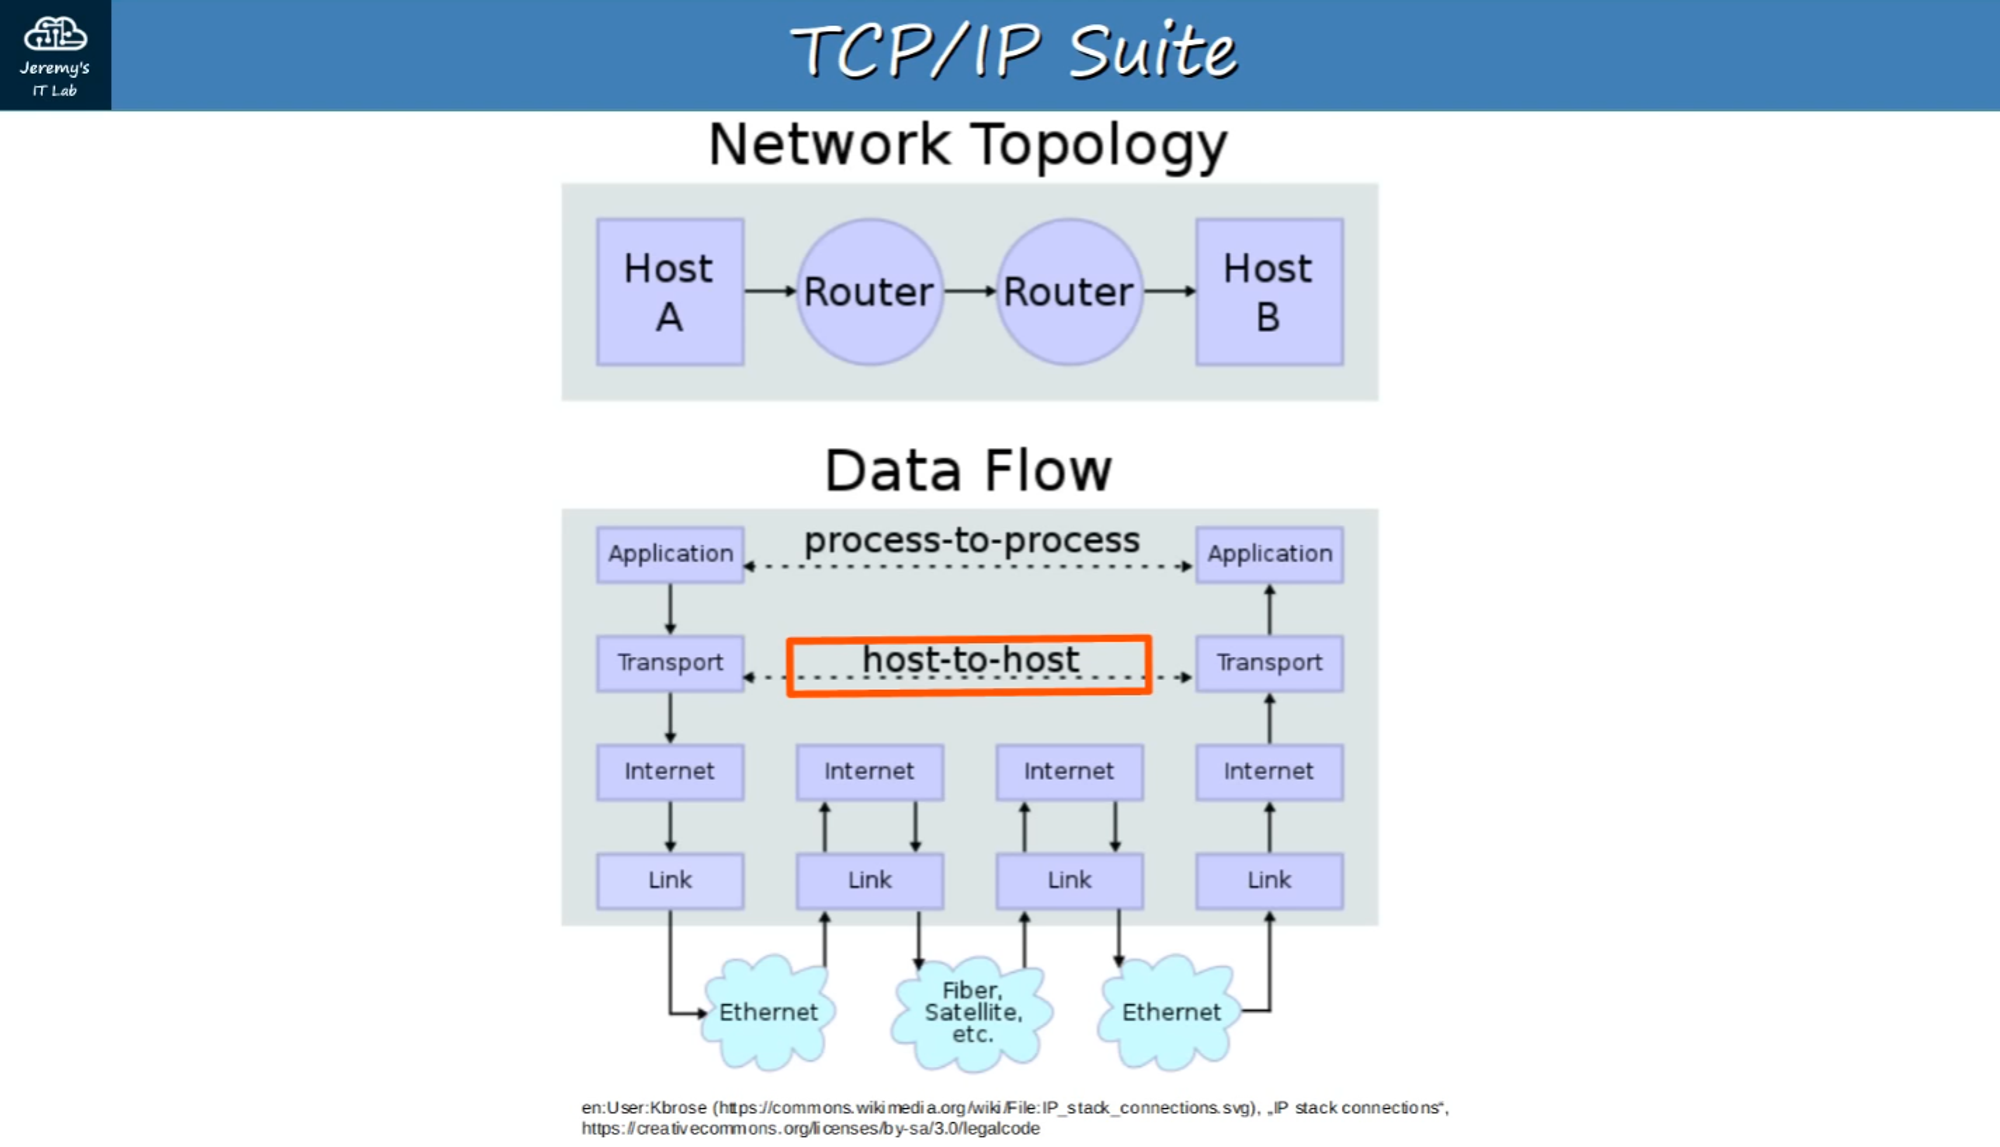 Jeremy's
IT Lab
TCP/IP Suite
Network Topology
Host
A
Router
Router
Host
B
Data Flow
Application
process-to-process
Application
Transport
host-to-host
Transport
Internet
Internet
Internet
Internet
Link
Link
Link
Link
Ethernet
Fiber,
Satellite,
etc.
Ethernet
en:User:Kbrose (https://commons.wikimedia.org/wiki/File:IP_stack_connections.svg), „IP stack connections“,
https://creativecommons.org/licenses/by-sa/3.0/legalcode